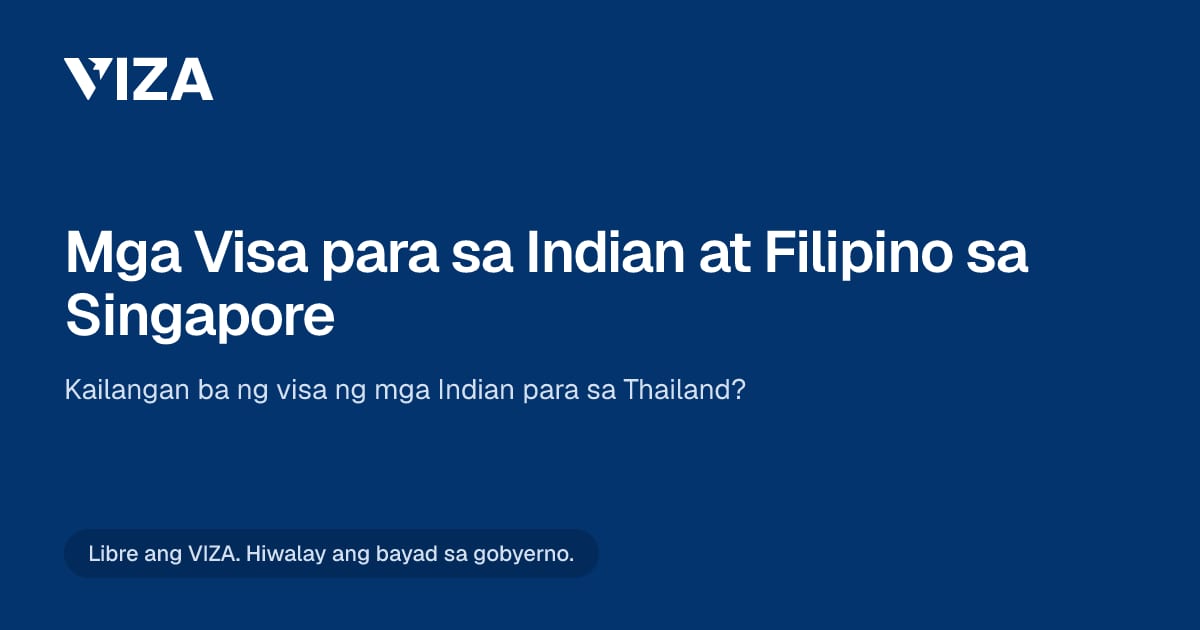 VIZA
Mga Visa para sa Indian at Filipino sa
Singapore
Kailangan ba ng visa ng mga Indian para sa Thailand?
Libre ang VIZA. Hiwalay ang bayad sa gobyerno.